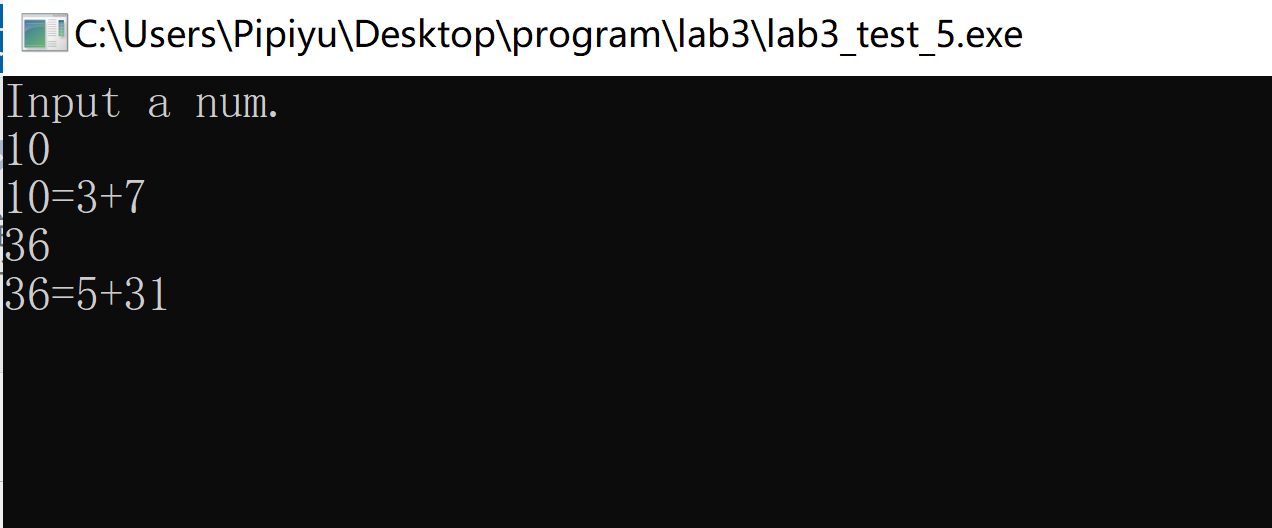 C:\Users\Pipiyu\Desktop\program\lab3\lab3_test_5.exe
Input a num.
10
10=3+7
36
36=5+31